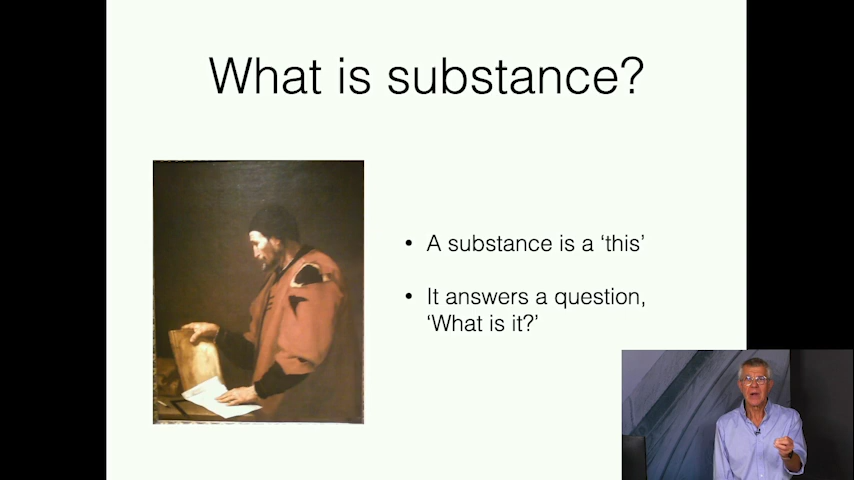 What is substance?
• A substance is a ‘this’
• It answers a question,
‘What is it?’